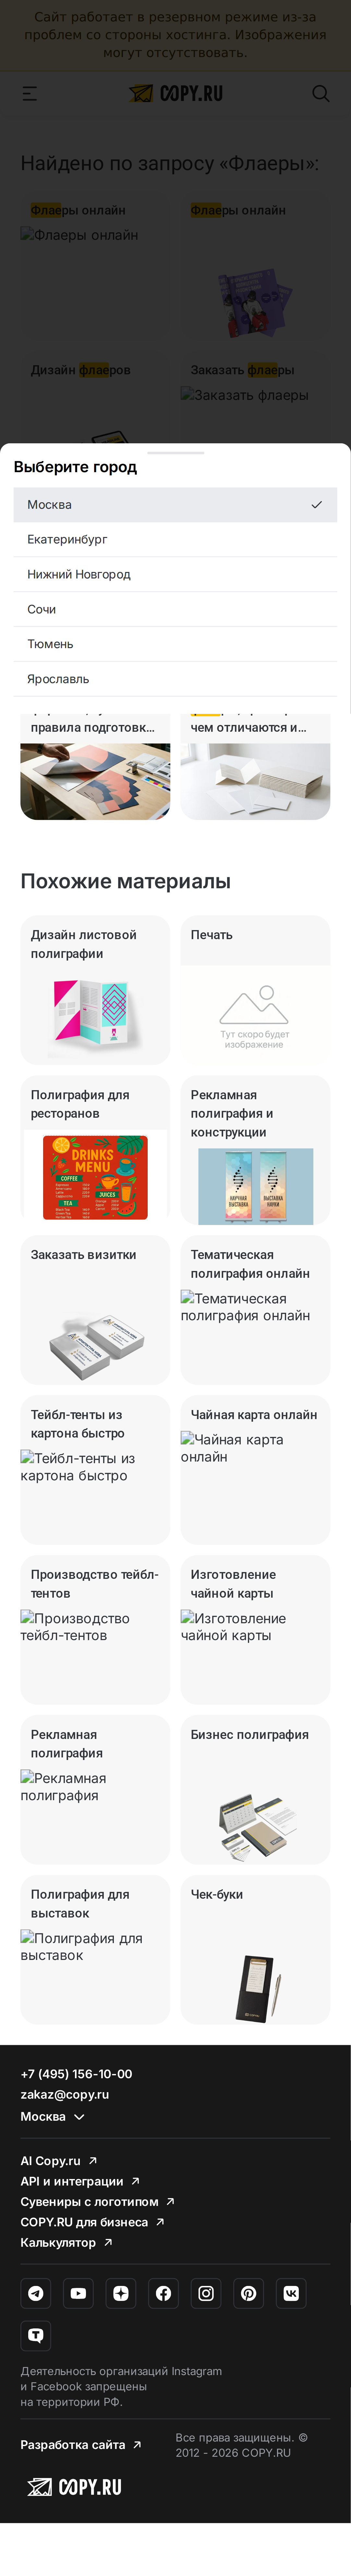 Сайт работает в резервном режиме из-за
проблем со стороны хостинга. Изображения
могут отсутствовать.
COPY.RU
Найдено по запросу «Флаеры»:
Флаеры онлайн
Флаеры онлайн
Флаеры онлайн
Дизайн флаеров
Заказать флаеры
Заказать флаеры
Выберите город
Москва
Екатеринбург
Нижний Новгород
Сочи
Тюмень
Ярославль
правила подготовк...
чем отличаются и...
Похожие материалы
Дизайн листовой
полиграфии
Печать
Тут скоро будет
изображение
Полиграфия для
ресторанов
DRINKS
MENU
COFFEE
JUICES
TEA
Рекламная
полиграфия и
конструкции
НАУЧНАЯ
ВЫСТАВКА
ВЫСТАВКА
НАУКИ
Заказать визитки
Тематическая
полиграфия онлайн
Тематическая
полиграфия онлайн
Тейбл-тенты из
картона быстро
Тейбл-тенты из
картона быстро
Чайная карта онлайн
Чайная карта
онлайн
Производство тейбл-
тентов
Производство
тейбл-тентов
Изготовление
чайной карты
Изготовление
чайной карты
Рекламная
полиграфия
Рекламная
полиграфия
Бизнес полиграфия
Полиграфия для
выставок
Полиграфия для
выставок
Чек-буки
+7 (495) 156-10-00
zakaz@copy.ru
Москва
AI Copy.ru
API и интеграции
Сувениры с логотипом
COPY.RU для бизнеса
Калькулятор
Деятельность организаций Instagram
и Facebook запрещены
на территории РФ.
Разработка сайта
Все права защищены. ©
2012 - 2026 COPY.RU
COPY.RU